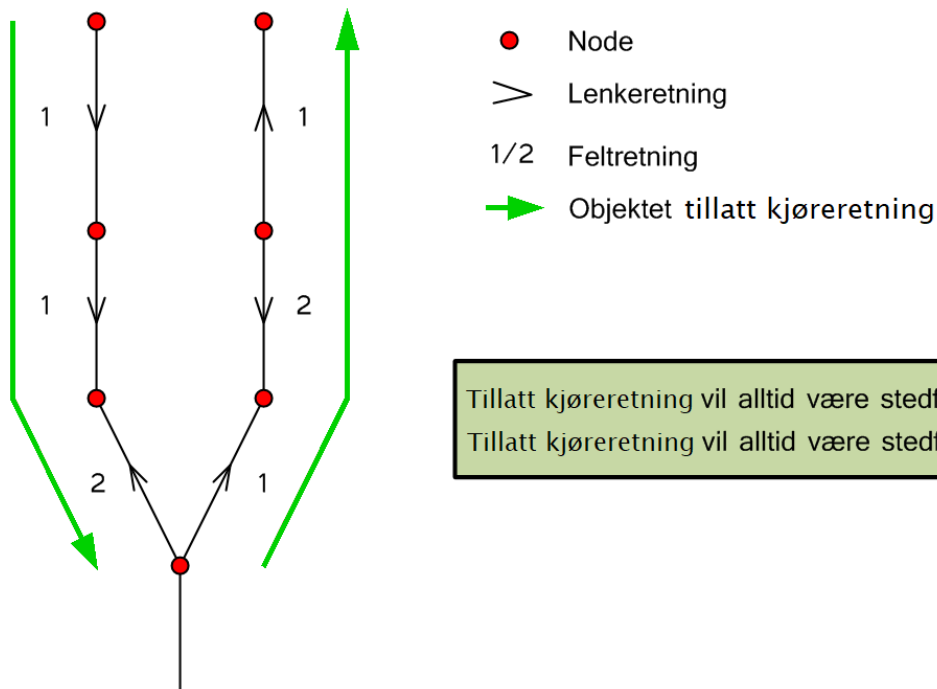 Node
Lenkeretning
1/2 Feltretning
Objektet tillatt kjøreretning
1
1
1
2
2
1
Tillatt kjøreretning vil alltid være
Tillatt kjøreretning vil alltid være